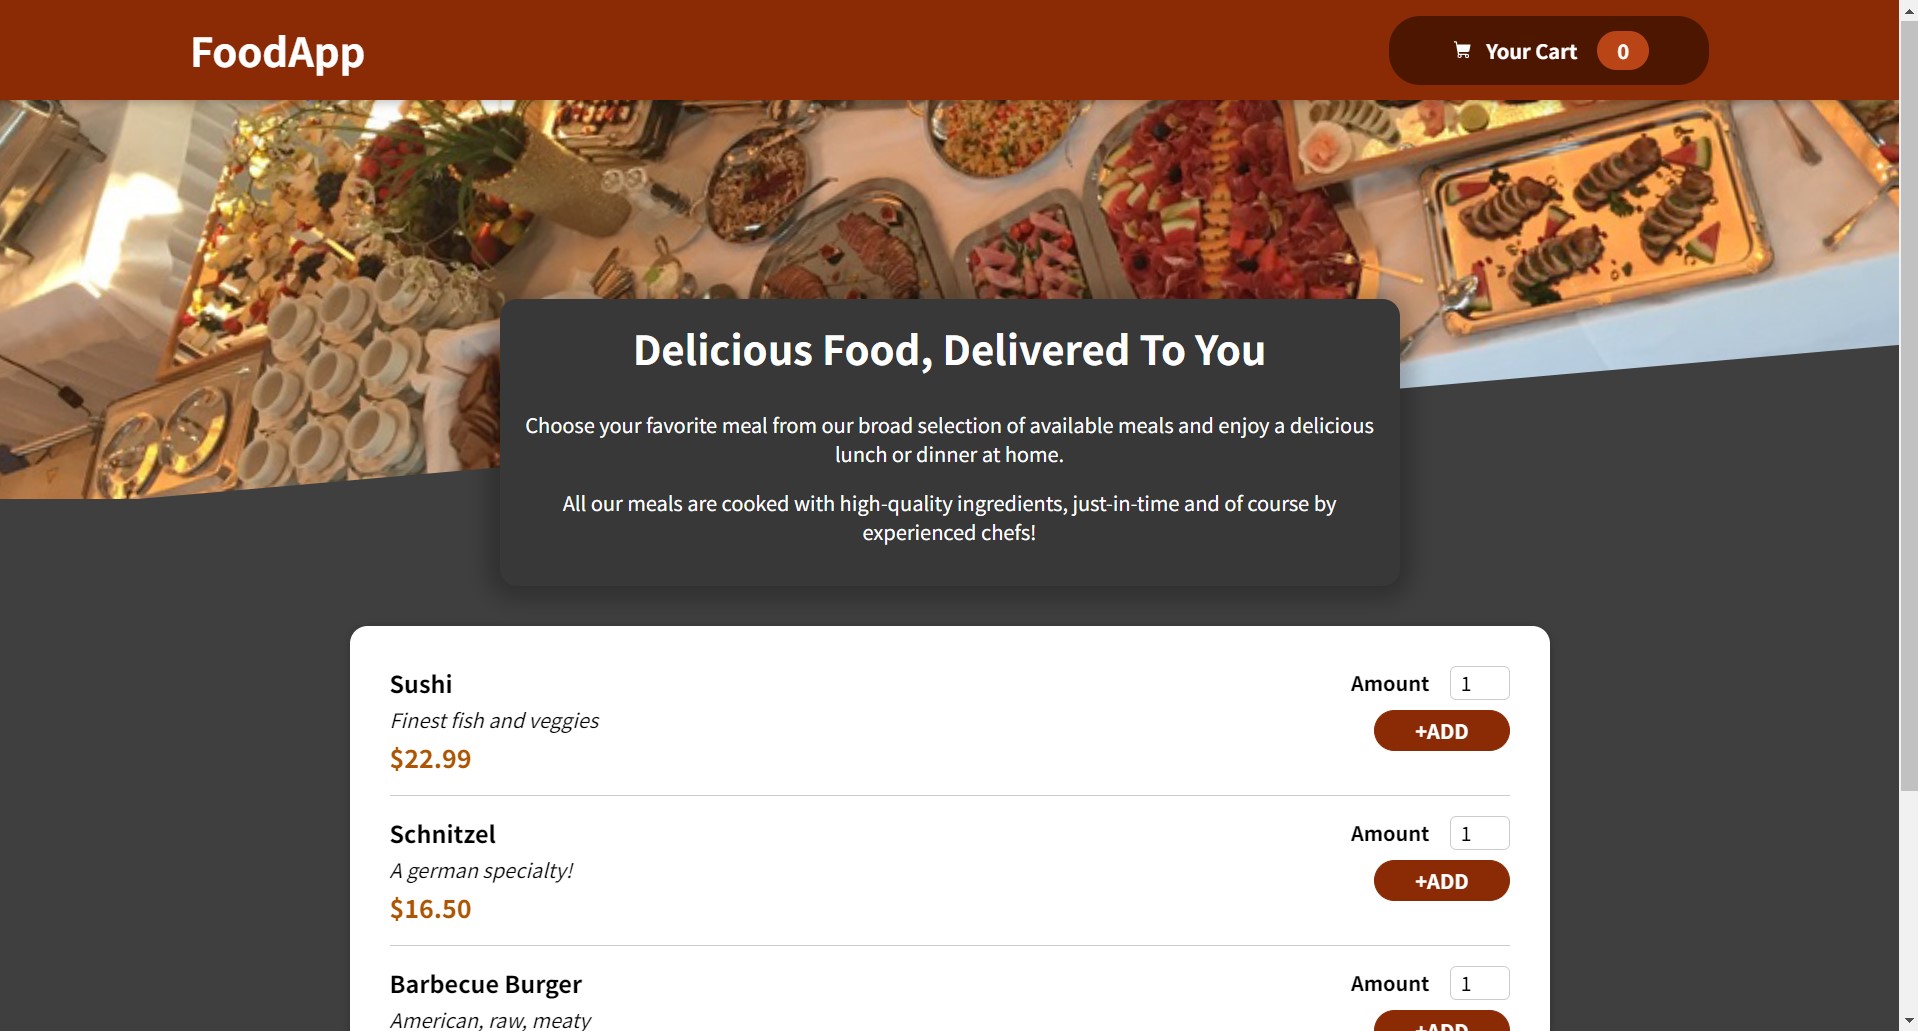 FoodApp
Your Cart 0
Delicious Food, Delivered To You
Choose your favorite meal from our broad selection of available meals and enjoy a delicious
lunch or dinner at home.
All our meals are cooked with high-quality ingredients, just-in-time and of course by
experienced chefs!
Sushi
Amount 1
Finest fish and veggies
+ADD
$22.99
Schnitzel
Amount 1
A german specialty!
+ADD
$16.50
Barbecue Burger
Amount 1
American, raw, meaty
+ADD